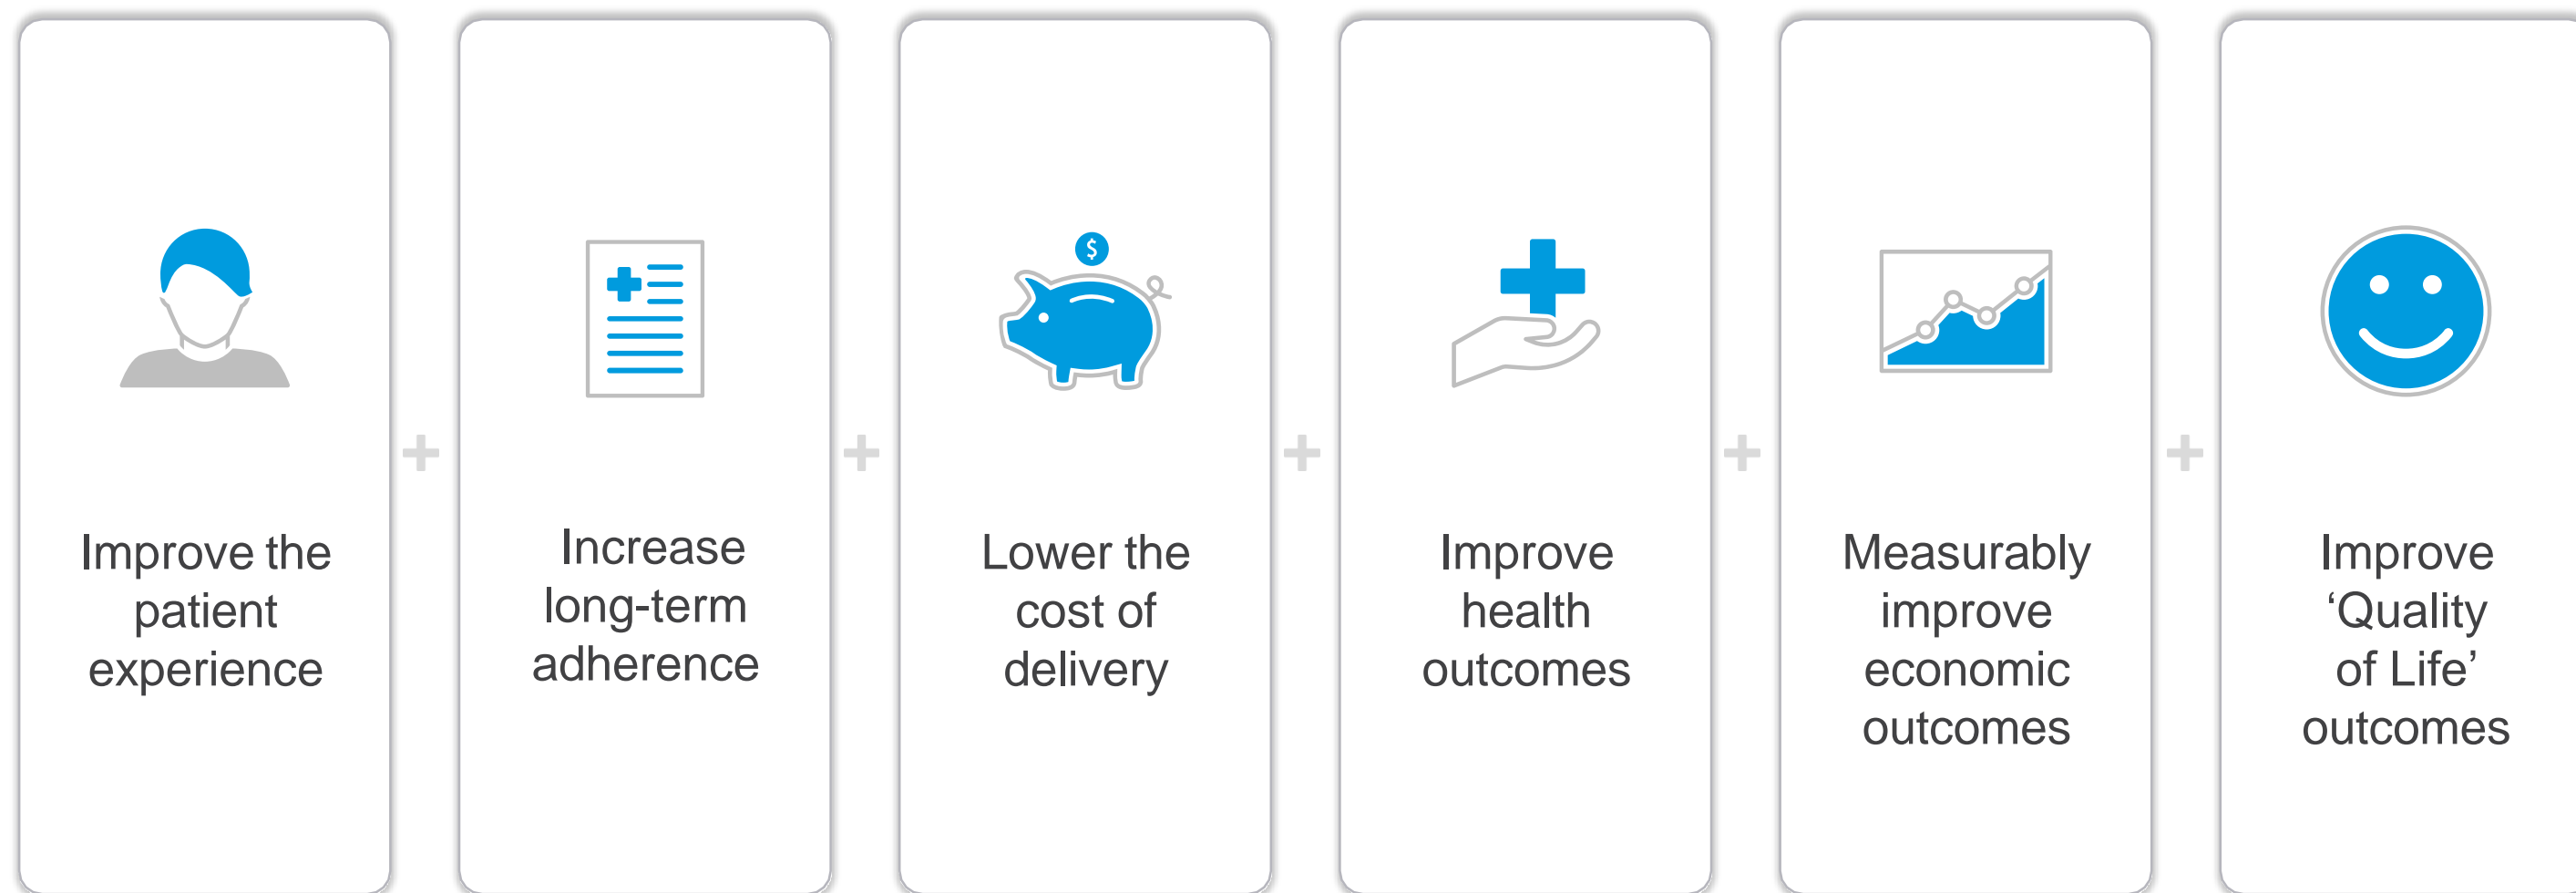 Improve the
patient
experience
Increase
long-term
adherence
$
Lower the
cost of
delivery
Improve
health
outcomes
Measurably
improve
economic
outcomes
Improve
‘Quality
of Life’
outcomes